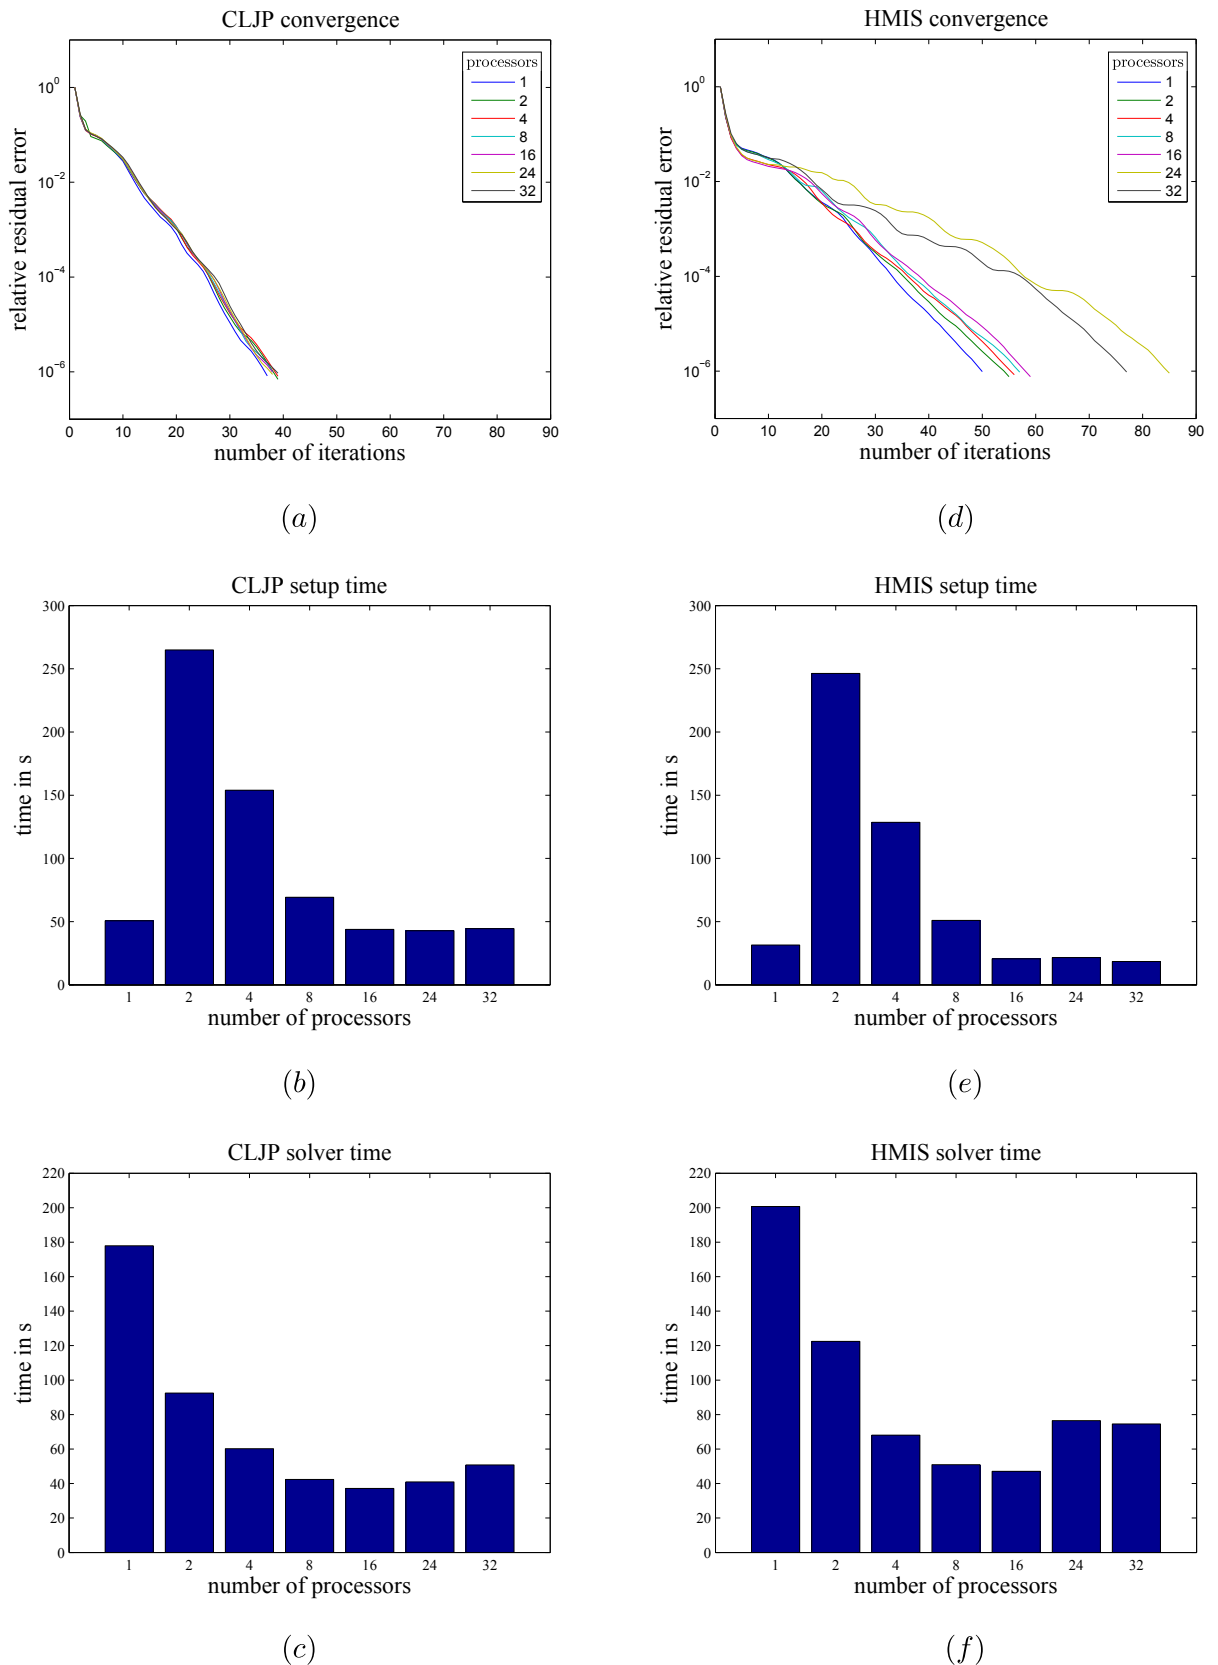 CLJP convergence
processors
1
2
4
8
16
24
32
10^0
10^-2
10^-4
10^-6
relative residual error
0 10 20 30 40 50 60 70 80 90
number of iterations
(a)
HMIS convergence
processors
1
2
4
8
16
24
32
10^0
10^-2
10^-4
10^-6
relative residual error
0 10 20 30 40 50 60 70 80 90
number of iterations
(d)
CLJP setup time
300
250
200
150
100
50
0
time in s
1 2 4 8 16 24 32
number of processors
(b)
HMIS setup time
300
250
200
150
100
50
0
time in s
1 2 4 8 16 24 32
number of processors
(e)
CLJP solver time
220
200
180
160
140
120
100
80
60
40
20
0
time in s
1 2 4 8 16 24 32
number of processors
(c)
HMIS solver time
220
200
180
160
140
120
100
80
60
40
20
0
time in s
1 2 4 8 16 24 32
number of processors
(f)